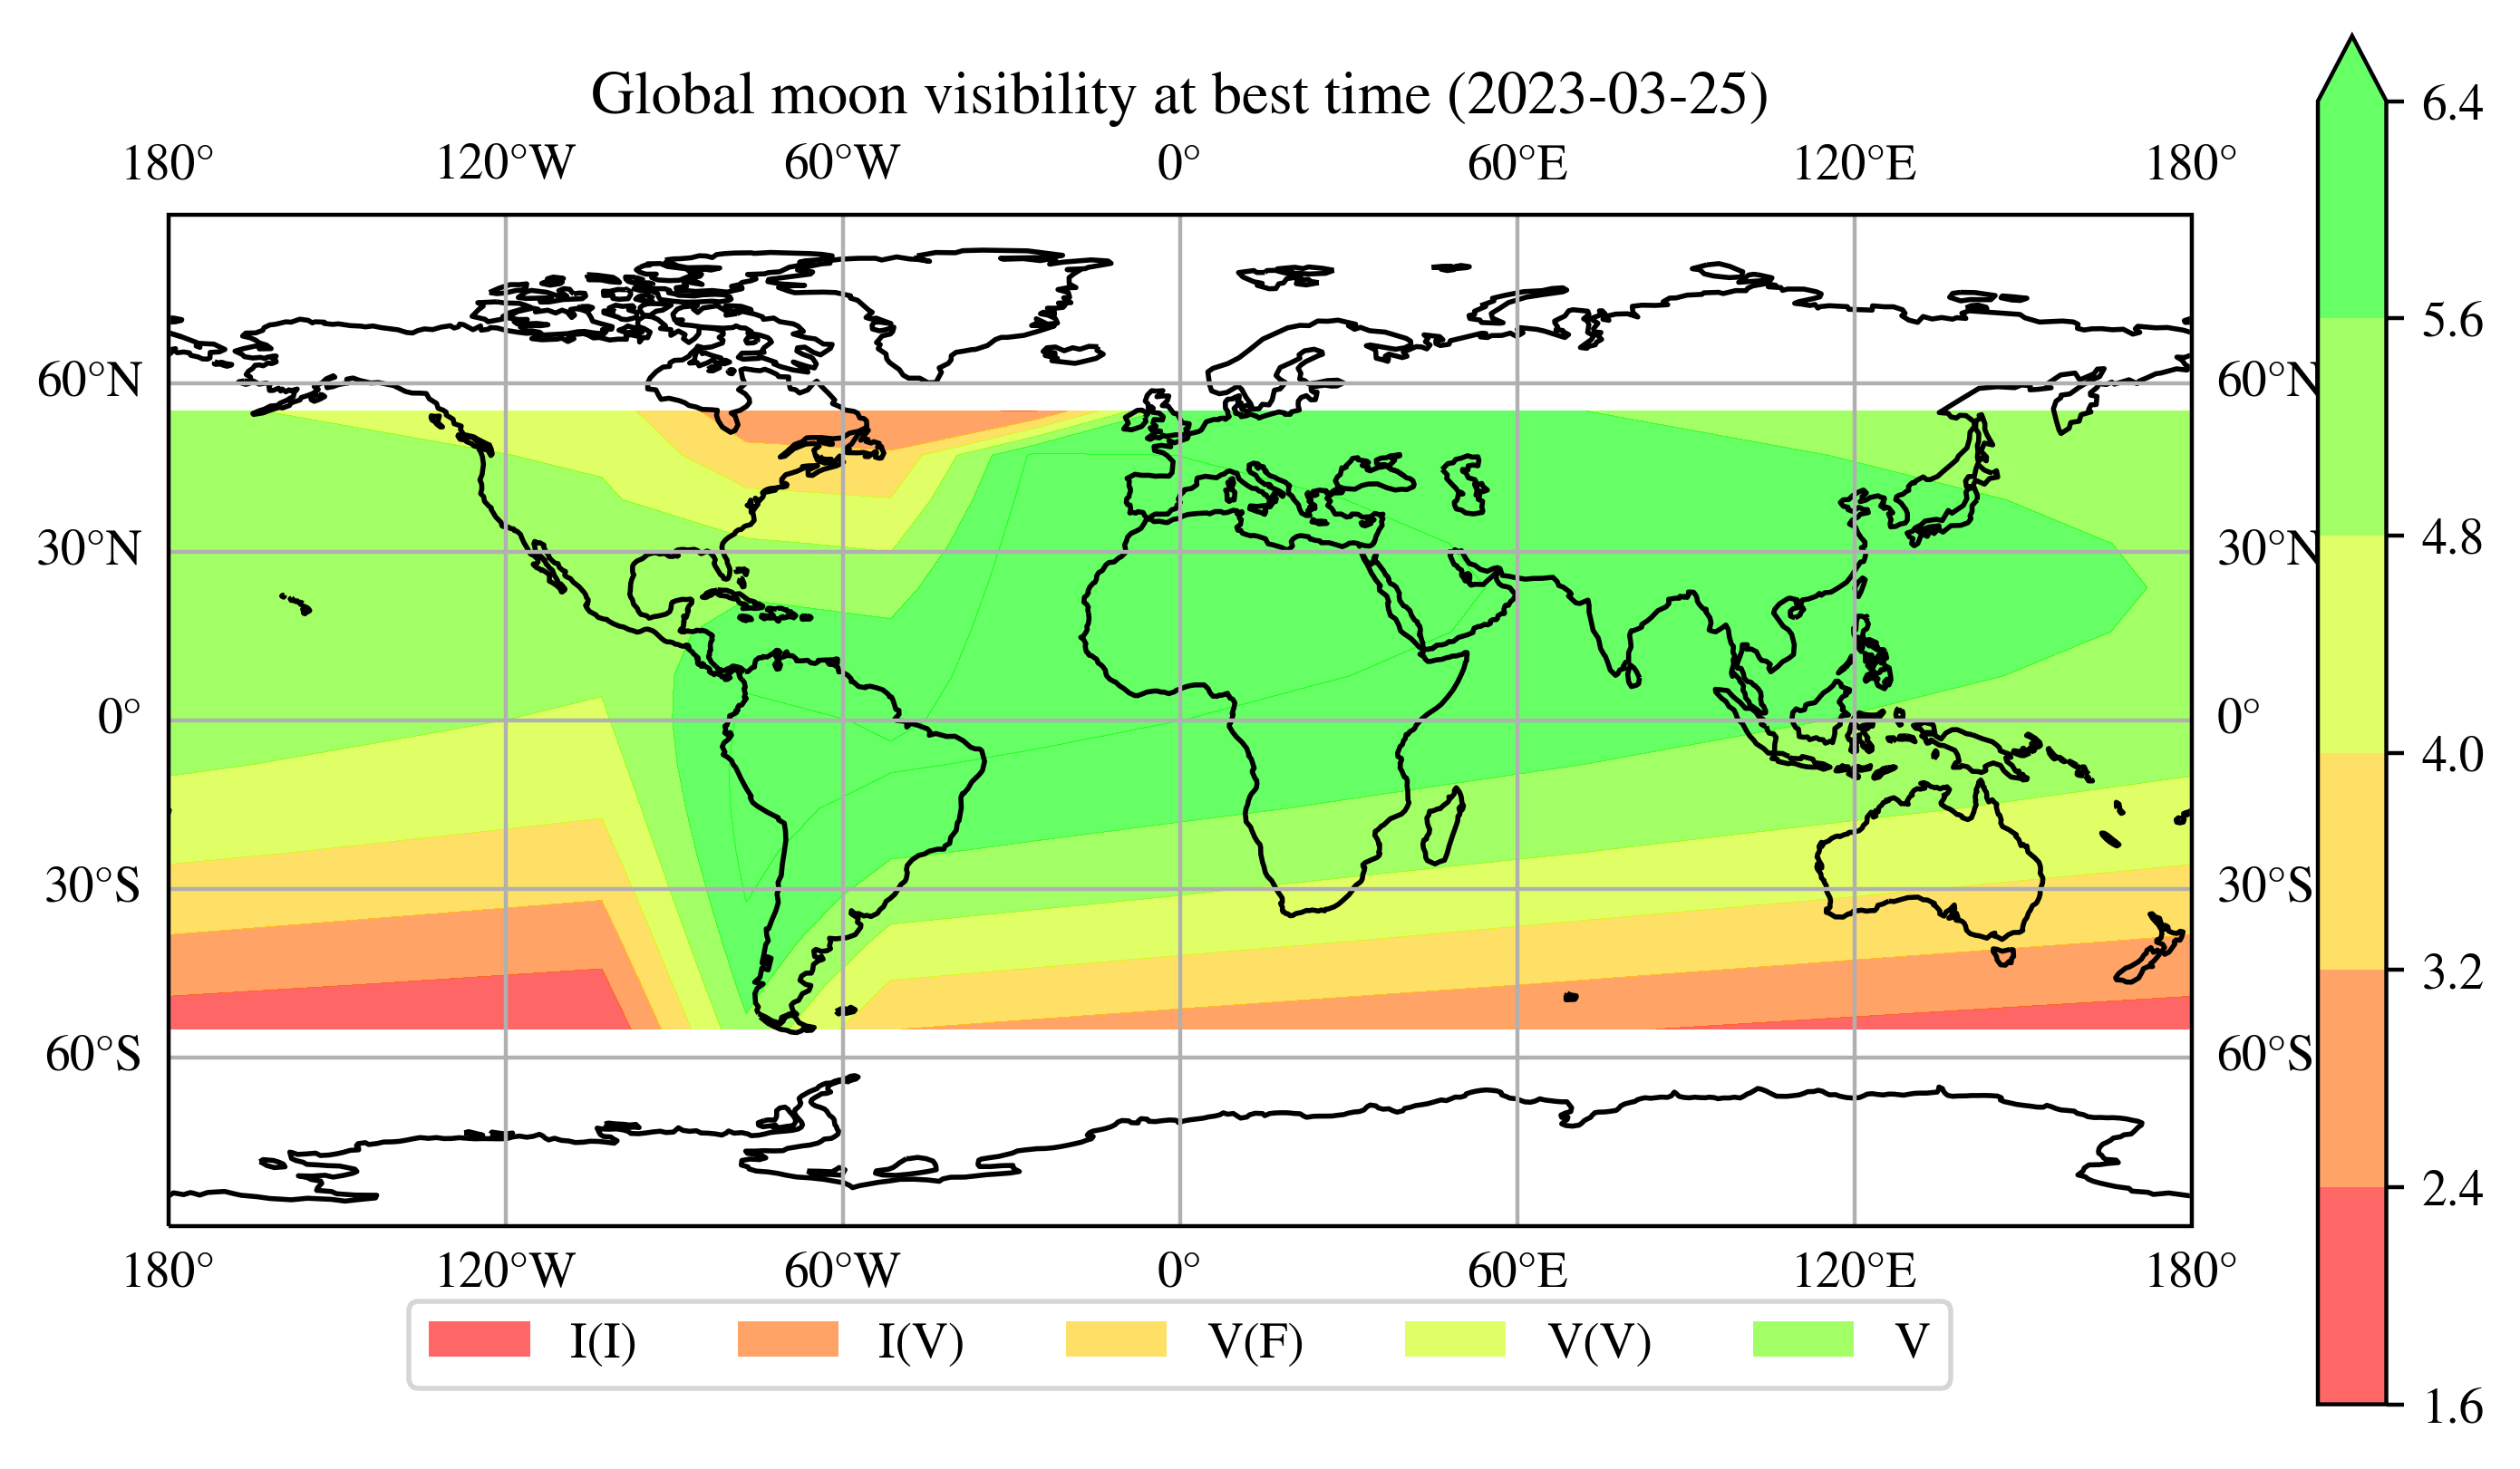 Global moon visibility at best time (2023-03-25)
180° 120°W 60°W 0° 60°E 120°E 180°
60°N 60°N
30°N 30°N
0° 0°
30°S 30°S
60°S 60°S
180° 120°W 60°W 0° 60°E 120°E 180°
I(I) I(V) V(F) V(V) V
6.4
5.6
4.8
4.0
3.2
2.4
1.6